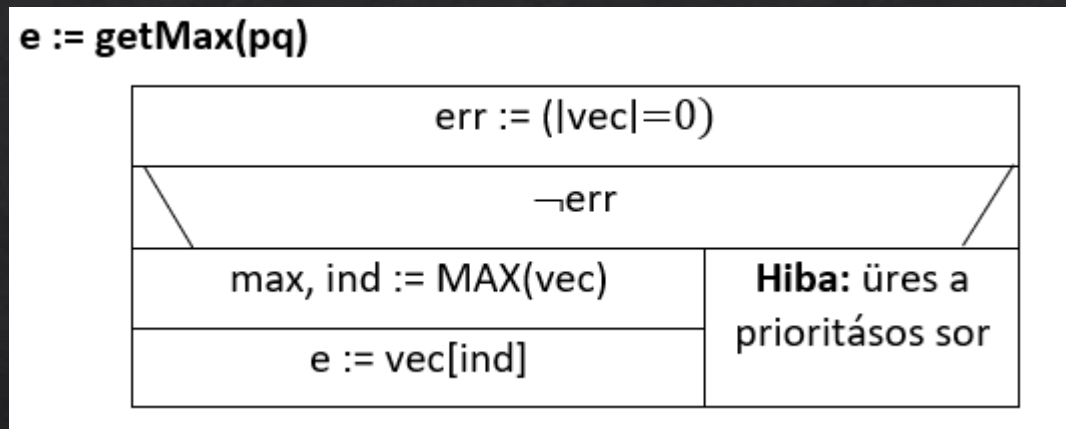 e := getMax(pq)
err := (|vec|=0)
¬err
max, ind := MAX(vec)
e := vec[ind]
Hiba: üres a
prioritásos sor